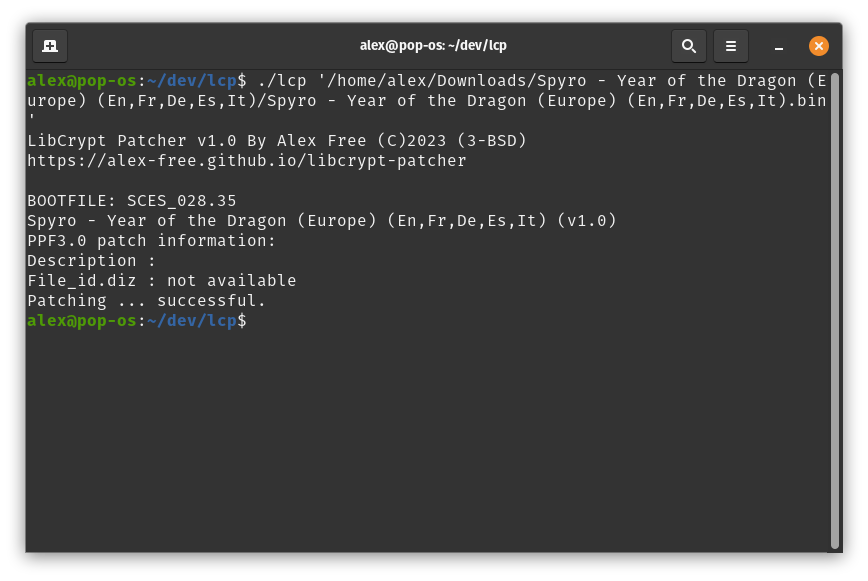 alex@pop-os: ~/dev/lcp
alex@pop-os:~/dev/lcp$ ./lcp '/home/alex/Downloads/Spyro - Year of the Dragon (E
urope) (En,Fr,De,Es,It)/Spyro - Year of the Dragon (Europe) (En,Fr,De,Es,It).bin
'
LibCrypt Patcher v1.0 By Alex Free (C)2023 (3-BSD)
https://alex-free.github.io/libcrypt-patcher
BOOTFILE: SCES_028.35
Spyro - Year of the Dragon (Europe) (En,Fr,De,Es,It) (v1.0)
PPF3.0 patch information:
Description :
File_id.diz : not available
Patching ... successful.
alex@pop-os:~/dev/lcp$